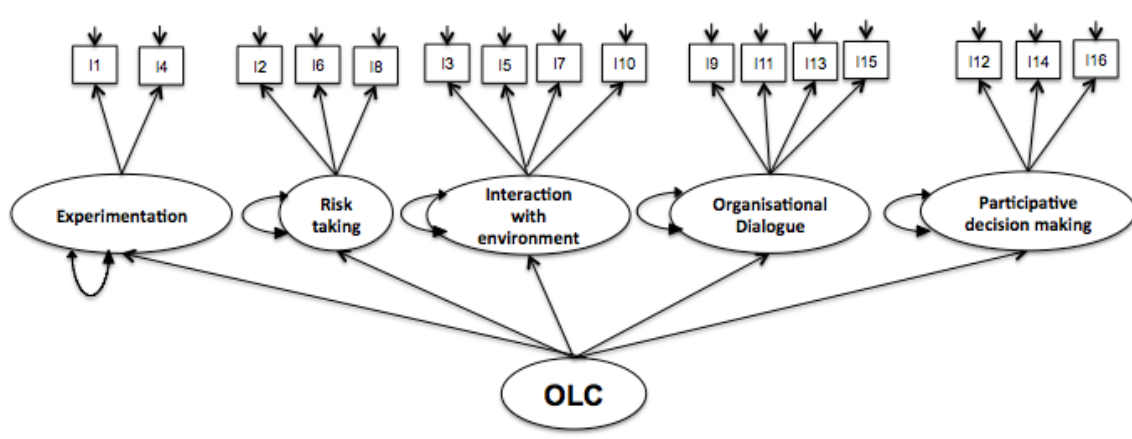 I1
I4
I2
I6
I8
I3
I5
I7
I10
I9
I11
I13
I15
I12
I14
I16
Experimentation
Risk
taking
Interaction
with
environment
Organisational
Dialogue
Participative
decision making
OLC